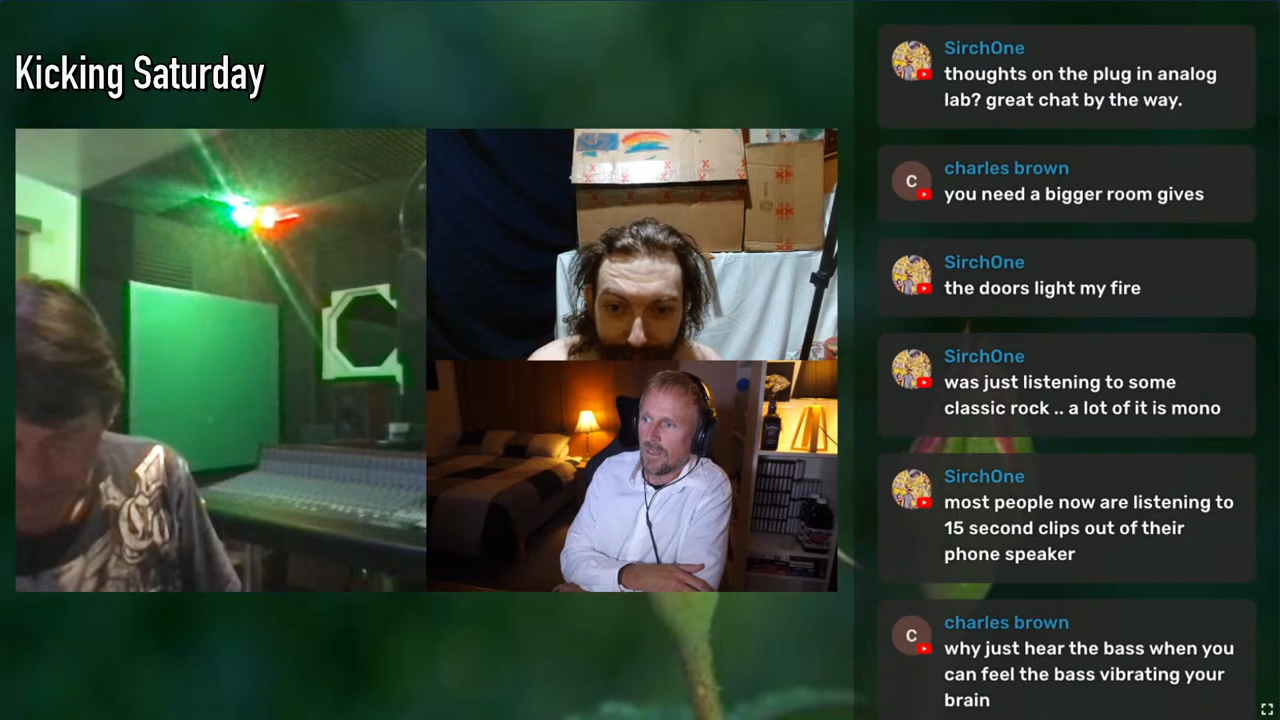 Kicking Saturday
SirchOne
thoughts on the plug in analog
lab? great chat by the way.
C
charles brown
you need a bigger room gives
SirchOne
the doors light my fire
SirchOne
was just listening to some
classic rock .. a lot of it is mono
SirchOne
most people now are listening to
15 second clips out of their
phone speaker
C
charles brown
why just hear the bass when you
can feel the bass vibrating your
brain